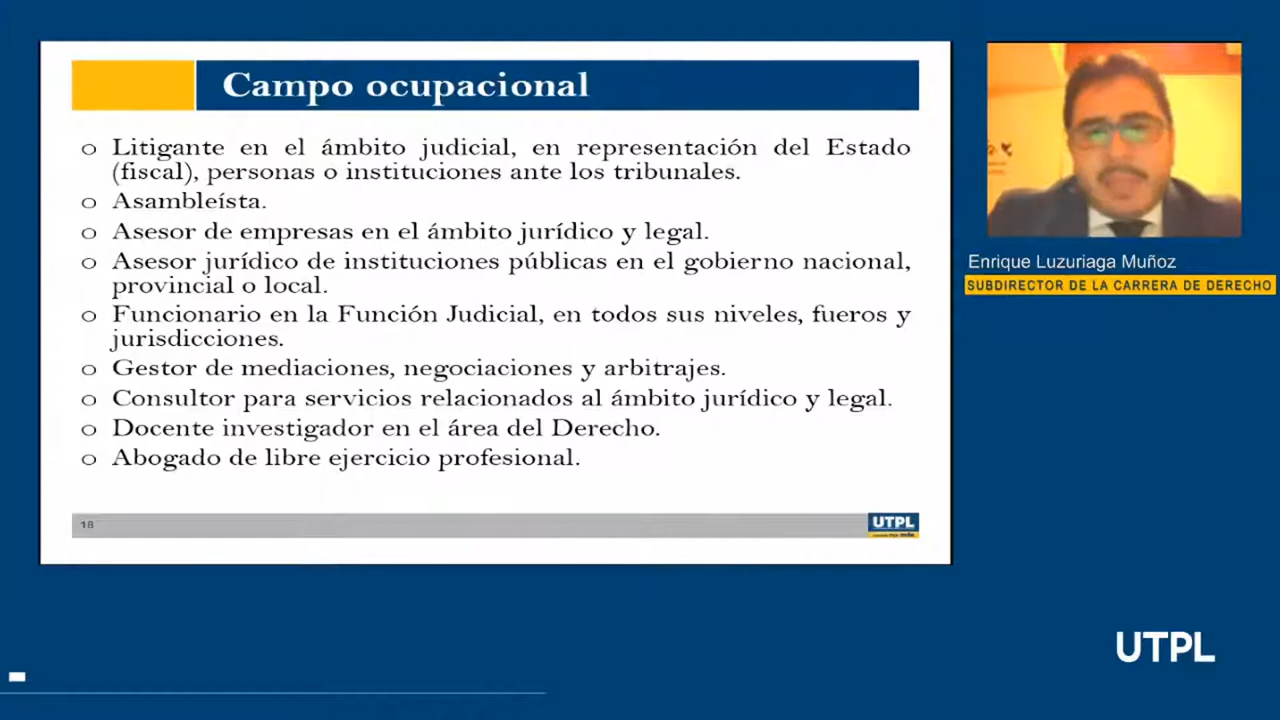 Campo ocupacional
o Litigante en el ámbito judicial, en representación del Estado
(fiscal), personas o instituciones ante los tribunales.
o Asambleísta.
o Asesor de empresas en el ámbito jurídico y legal.
o Asesor jurídico de instituciones públicas en el gobierno nacional,
provincial o local.
o Funcionario en la Función Judicial, en todos sus niveles, fueros y
jurisdicciones.
o Gestor de mediaciones, negociaciones y arbitrajes.
o Consultor para servicios relacionados al ámbito jurídico y legal.
o Docente investigador en el área del Derecho.
o Abogado de libre ejercicio profesional.
18
UTPL
Enrique Luzuriaga Muñoz
SUBDIRECTOR DE LA CARRERA DE DERECHO
UTPL